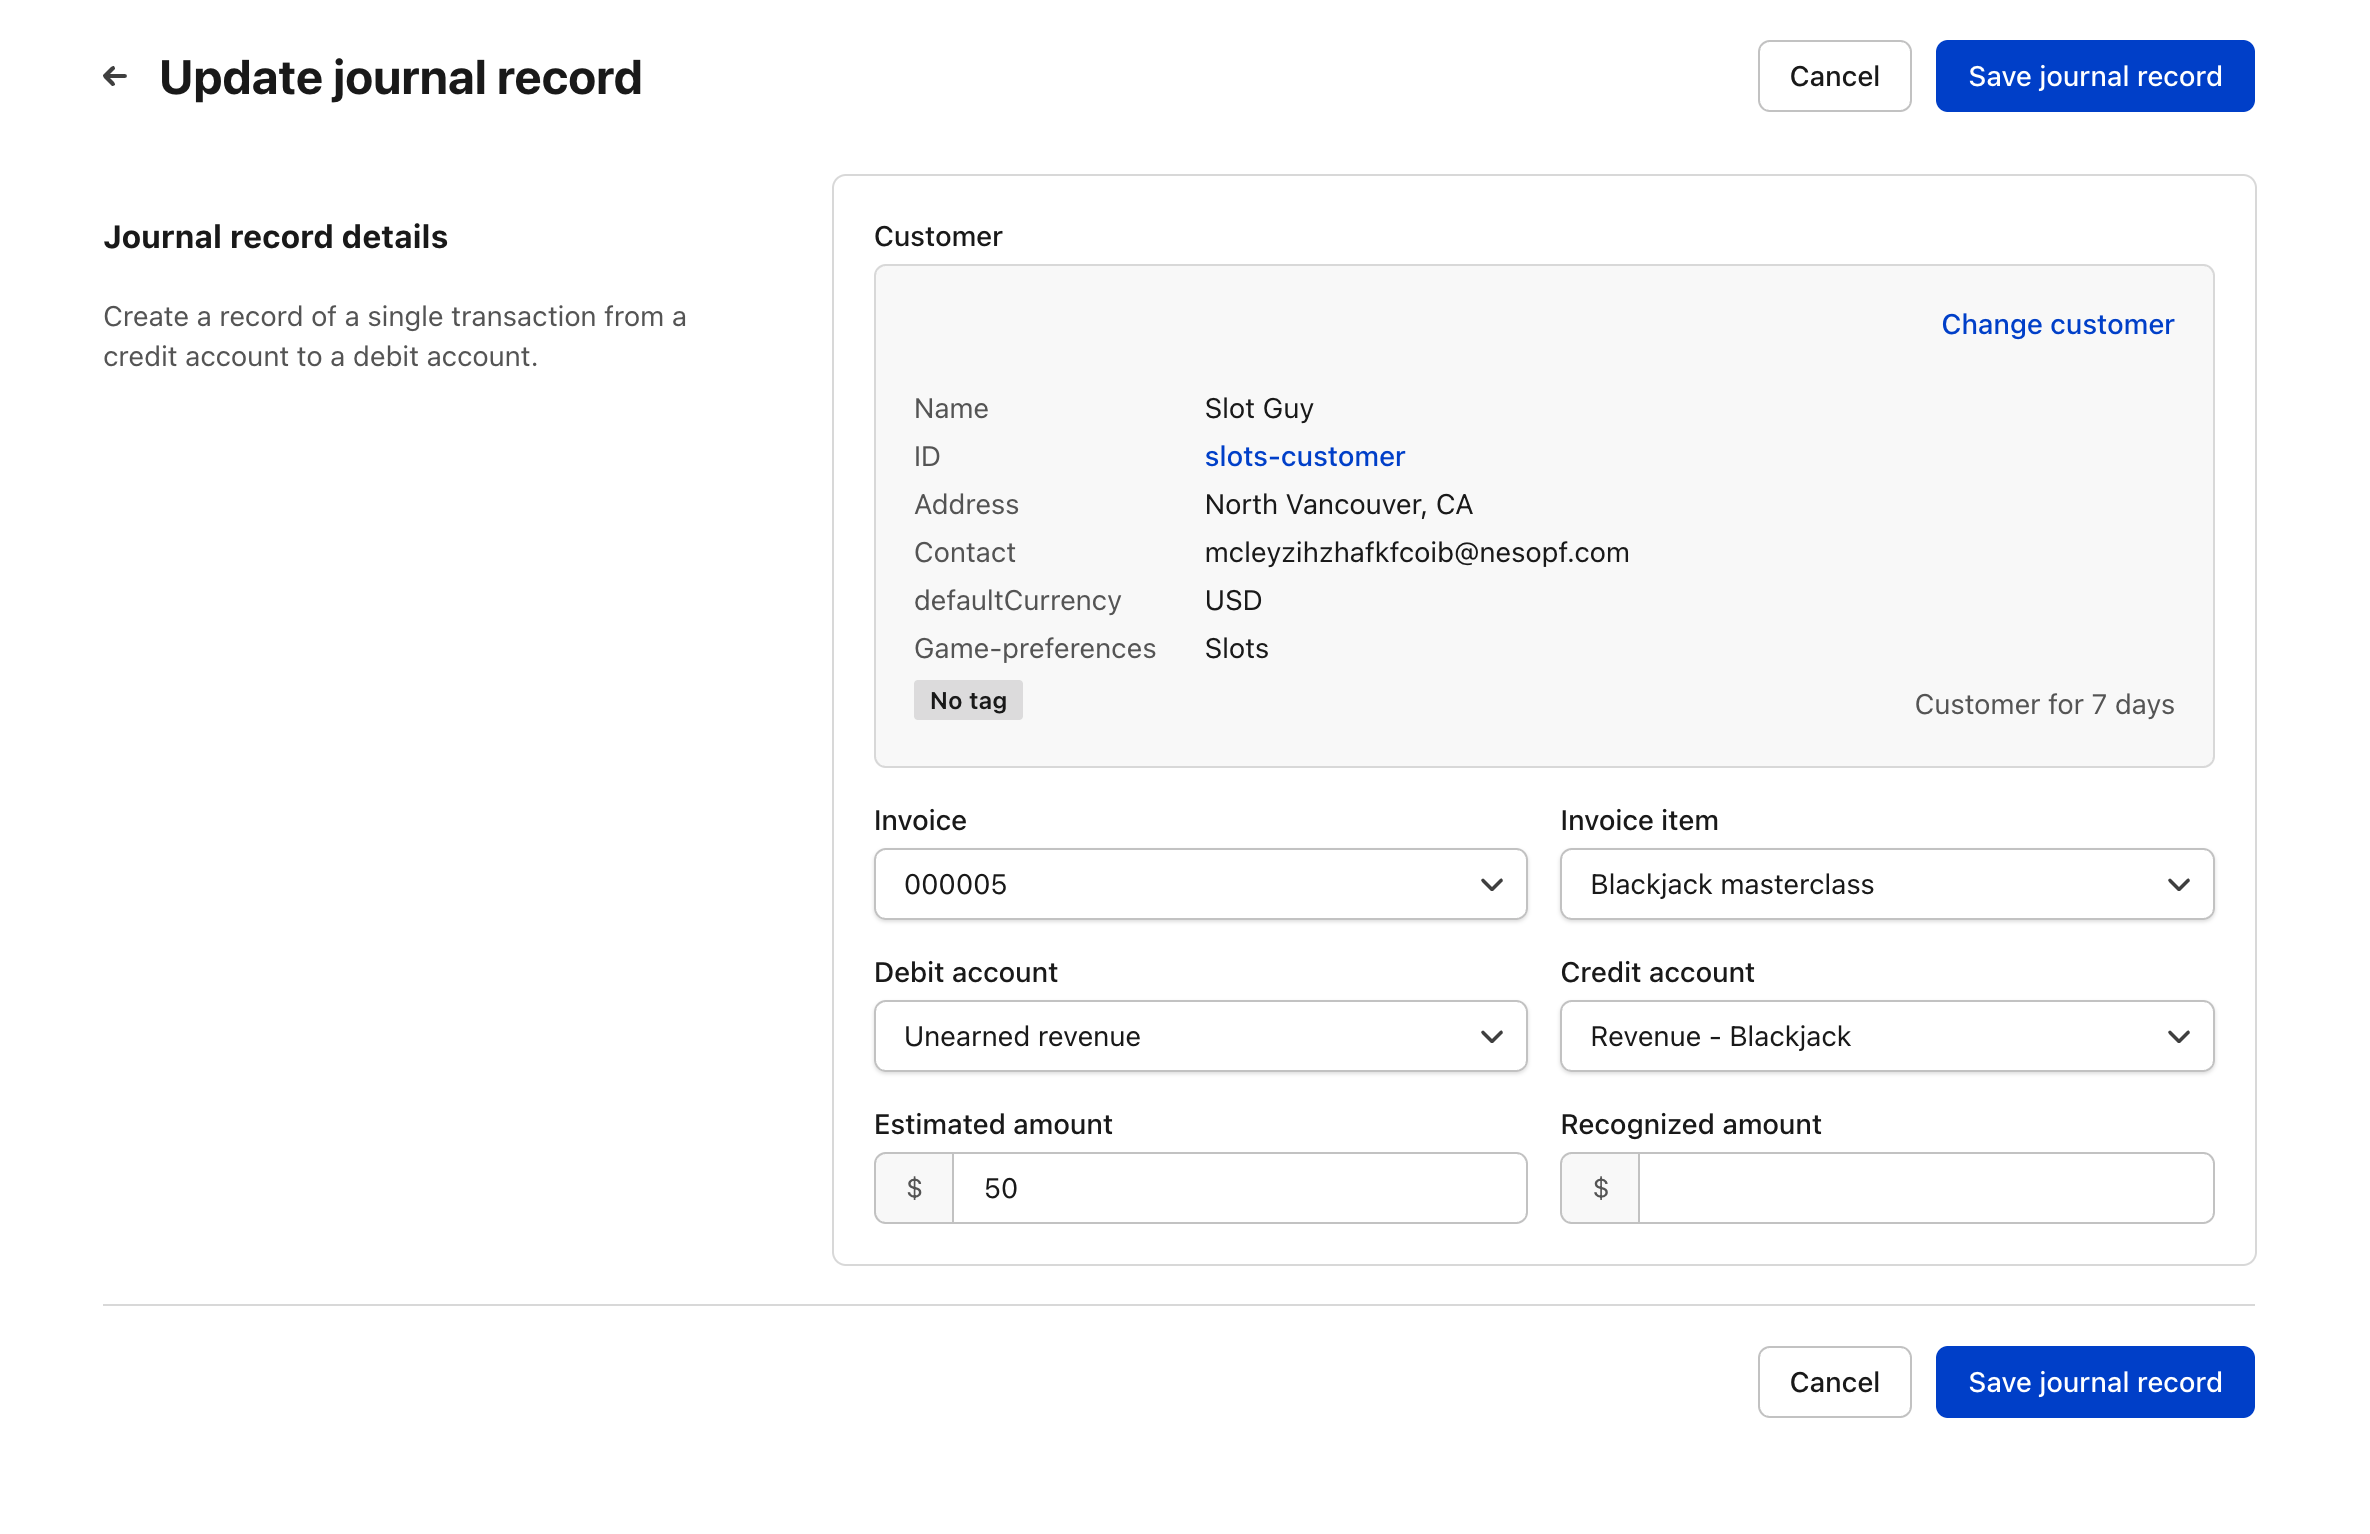 Update journal record
Cancel
Save journal record
Journal record details
Create a record of a single transaction from a
credit account to a debit account.
Customer
Change customer
Name Slot Guy
ID slots-customer
Address North Vancouver, CA
Contact mcleyzihzhafkfcoib@nesopf.com
defaultCurrency USD
Game-preferences Slots
No tag
Customer for 7 days
Invoice
000005
Invoice item
Blackjack masterclass
Debit account
Unearned revenue
Credit account
Revenue - Blackjack
Estimated amount
$ 50
Recognized amount
$
Cancel
Save journal record